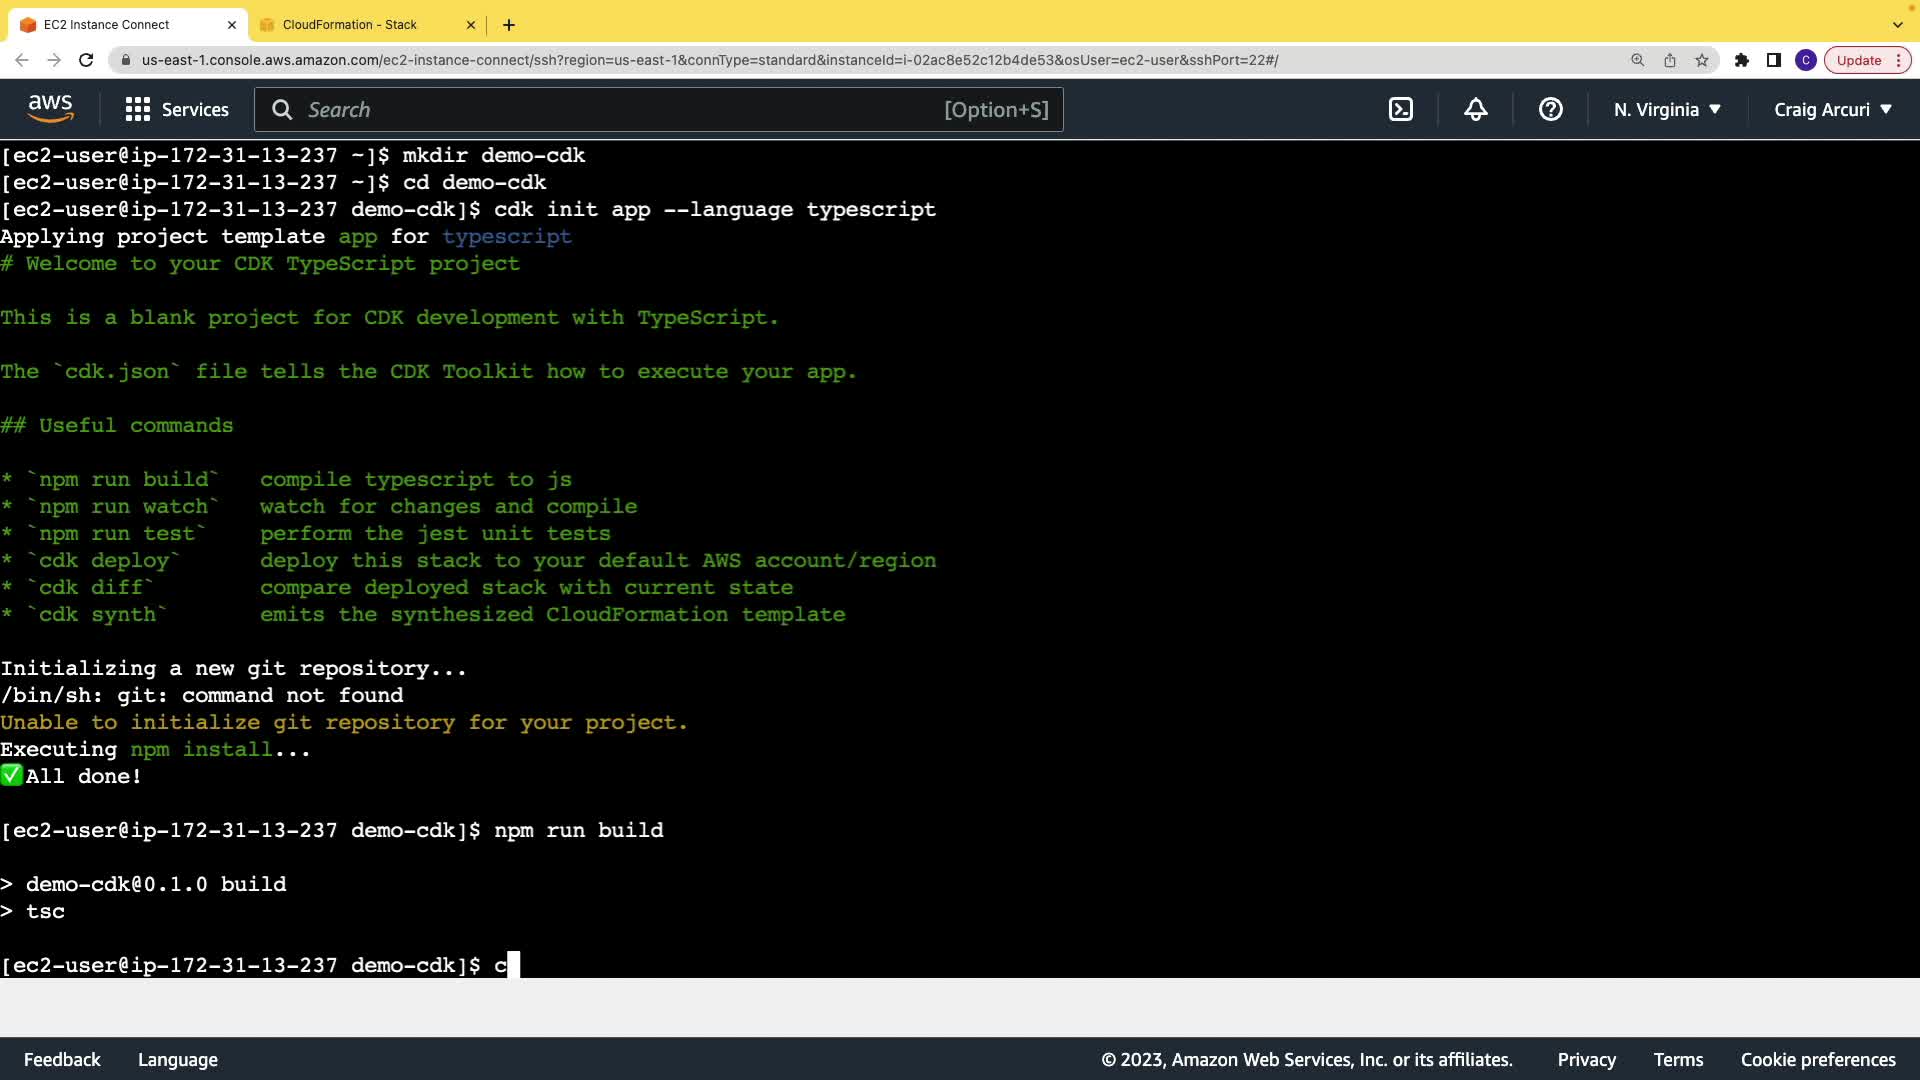 EC2 Instance Connect
CloudFormation - Stack
us-east-1.console.aws.amazon.com/ec2-instance-connect/ssh?region=us-east-1&connType=standard&instanceId=i-02ac8e52c12b4de53&osUser=ec2-user&sshPort=22#/
C
Update
aws
Services
Search
[Option+S]
N. Virginia
Craig Arcuri
[ec2-user@ip-172-31-13-237 ~]$ mkdir demo-cdk
[ec2-user@ip-172-31-13-237 ~]$ cd demo-cdk
[ec2-user@ip-172-31-13-237 demo-cdk]$ cdk init app --language typescript
Applying project template app for typescript
# Welcome to your CDK TypeScript project
This is a blank project for CDK development with TypeScript.
The `cdk.json` file tells the CDK Toolkit how to execute your app.
## Useful commands
* `npm run build`   compile typescript to js
* `npm run watch`   watch for changes and compile
* `npm run test`    perform the jest unit tests
* `cdk deploy`      deploy this stack to your default AWS account/region
* `cdk diff`        compare deployed stack with current state
* `cdk synth`       emits the synthesized CloudFormation template
Initializing a new git repository...
/bin/sh: git: command not found
Unable to initialize git repository for your project.
Executing npm install...
✅All done!
[ec2-user@ip-172-31-13-237 demo-cdk]$ npm run build
> demo-cdk@0.1.0 build
> tsc
[ec2-user@ip-172-31-13-237 demo-cdk]$ c
Feedback
Language
© 2023, Amazon Web Services, Inc. or its affiliates.
Privacy
Terms
Cookie preferences